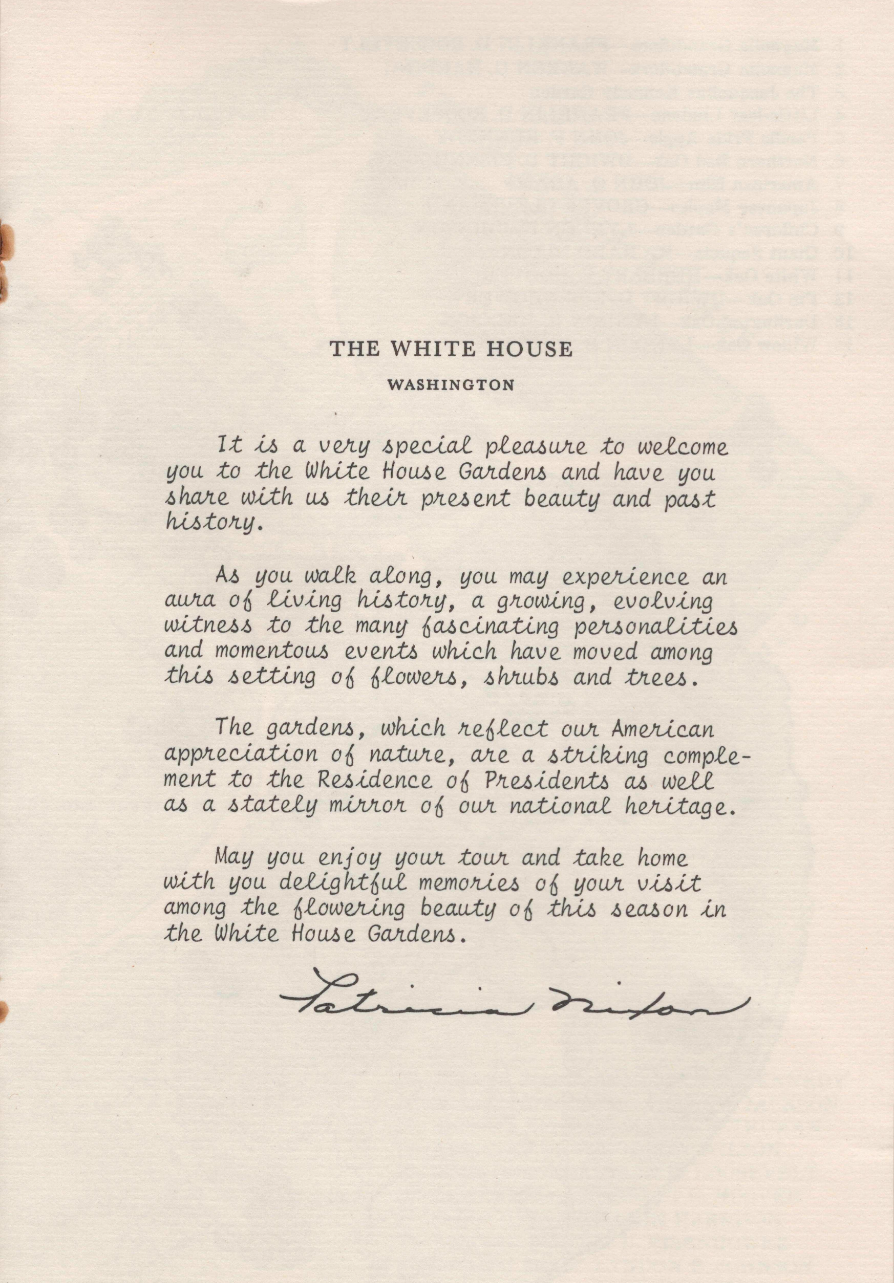 THE WHITE HOUSE
WASHINGTON
It is a very special pleasure to welcome
you to the White House Gardens and have you
share with us their present beauty and past
history.
As you walk along, you may experience an
aura of living history, a growing, evolving
witness to the many fascinating personalities
and momentous events which have moved among
this setting of flowers, shrubs and trees.
The gardens, which reflect our American
appreciation of nature, are a striking comple-
ment to the Residence of Presidents as well
as a stately mirror of our national heritage.
May you enjoy your tour and take home
with you delightful memories of your visit
among the flowering beauty of this season in
the White House Gardens.
Patricia Nixon